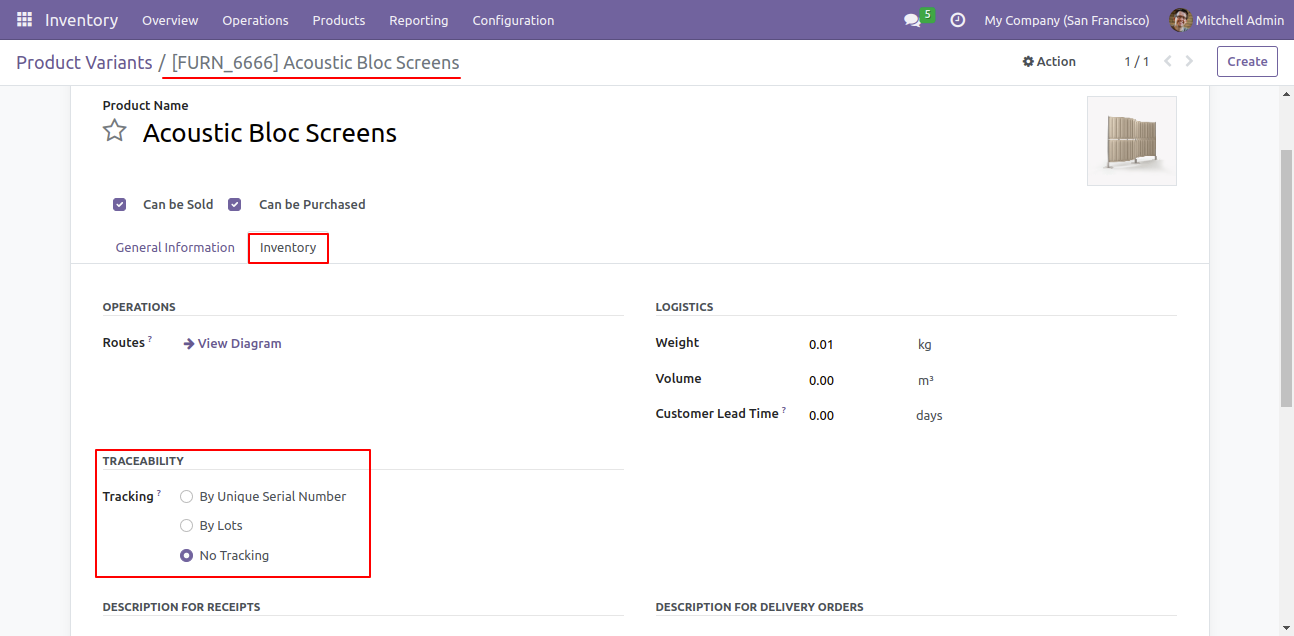 Inventory Overview Operations Products Reporting Configuration 5 My Company (San Francisco) Mitchell Admin
Product Variants / [FURN_6666] Acoustic Bloc Screens Action 1 / 1 Create
Product Name
Acoustic Bloc Screens
Can be Sold Can be Purchased
General Information Inventory
OPERATIONS LOGISTICS
Routes ? View Diagram Weight 0.01 kg
Volume 0.00 m³
Customer Lead Time ? 0.00 days
TRACEABILITY
Tracking ? By Unique Serial Number
By Lots
No Tracking
DESCRIPTION FOR RECEIPTS DESCRIPTION FOR DELIVERY ORDERS